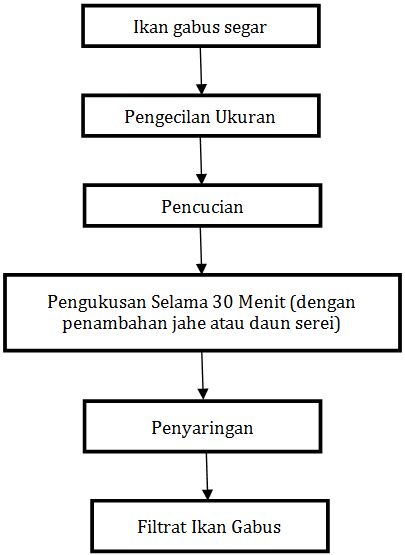 Ikan gabus segar
Pengecilan Ukuran
Pencucian
Pengukusan Selama 30 Menit (dengan
penambahan jahe atau daun serei)
Penyaringan
Filtrat Ikan Gabus